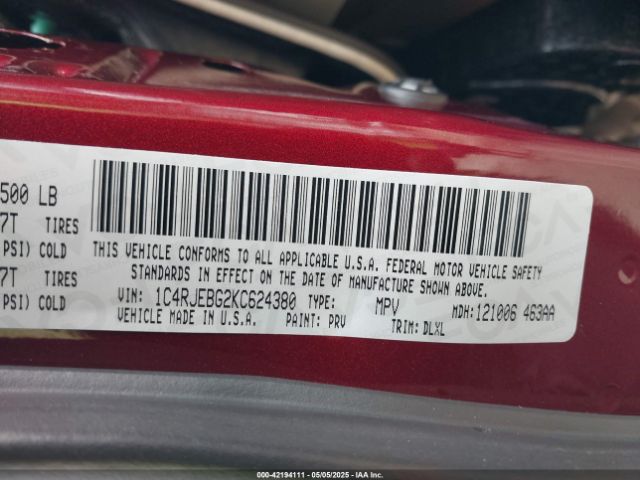 500 LB
7T TIRES
PSI) COLD
7T TIRES
PSI) COLD
THIS VEHICLE CONFORMS TO ALL APPLICABLE U.S.A. FEDERAL MOTOR VEHICLE SAFETY
STANDARDS IN EFFECT ON THE DATE OF MANUFACTURE SHOWN ABOVE.
VIN: 1C4RJEBG2KC624380 TYPE: MPV MDH: 121006 463AA
VEHICLE MADE IN U.S.A. PAINT: PRV TRIM: DLXL
000-42194111 - 05/05/2025 - IAA Inc.